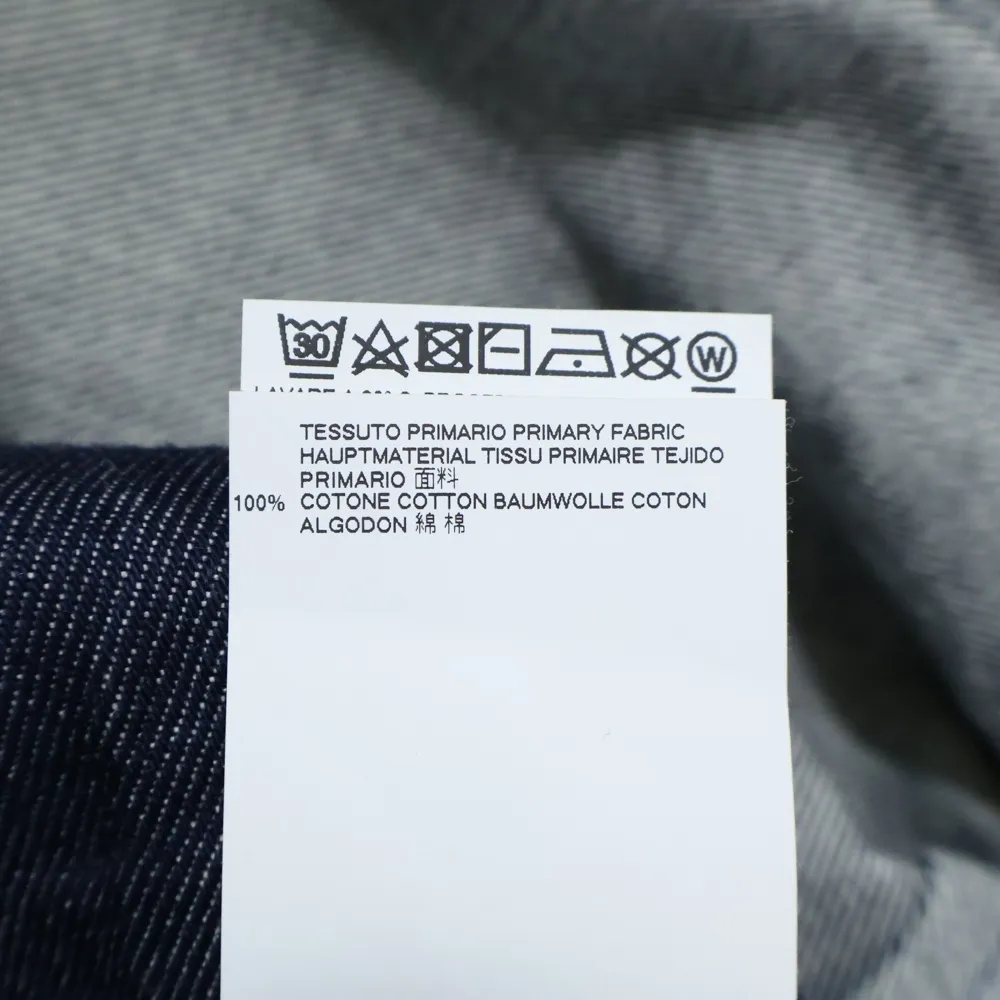 30
W
LAVARE A
TESSUTO PRIMARIO PRIMARY FABRIC
HAUPTMATERIAL TISSU PRIMAIRE TEJIDO
PRIMARIO 面料
100% COTONE COTTON BAUMWOLLE COTON
ALGODON 綿 棉